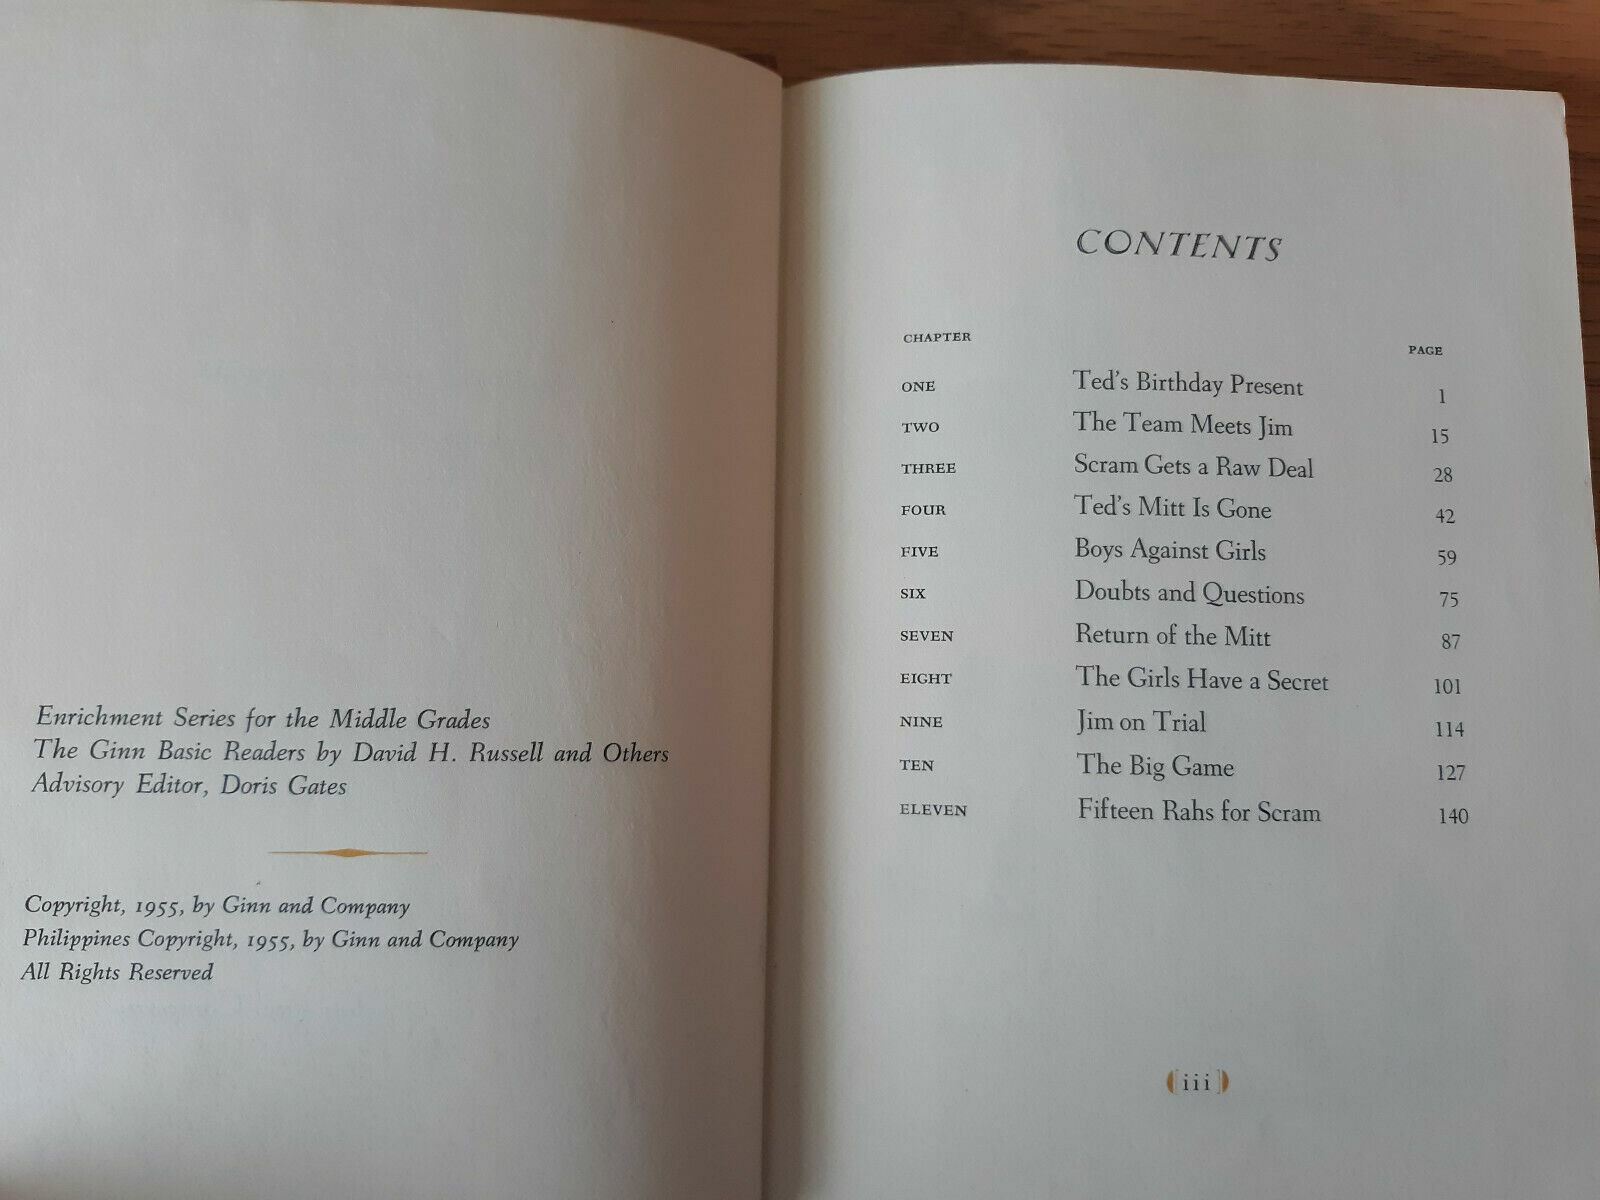 Enrichment Series for the Middle Grades
The Ginn Basic Readers by David H. Russell and Others
Advisory Editor, Doris Gates
Copyright, 1955, by Ginn and Company
Philippines Copyright, 1955, by Ginn and Company
All Rights Reserved
CONTENTS
CHAPTER PAGE
ONE Ted's Birthday Present 1
TWO The Team Meets Jim 15
THREE Scram Gets a Raw Deal 28
FOUR Ted's Mitt Is Gone 42
FIVE Boys Against Girls 59
SIX Doubts and Questions 75
SEVEN Return of the Mitt 87
EIGHT The Girls Have a Secret 101
NINE Jim on Trial 114
TEN The Big Game 127
ELEVEN Fifteen Rahs for Scram 140
[iii]